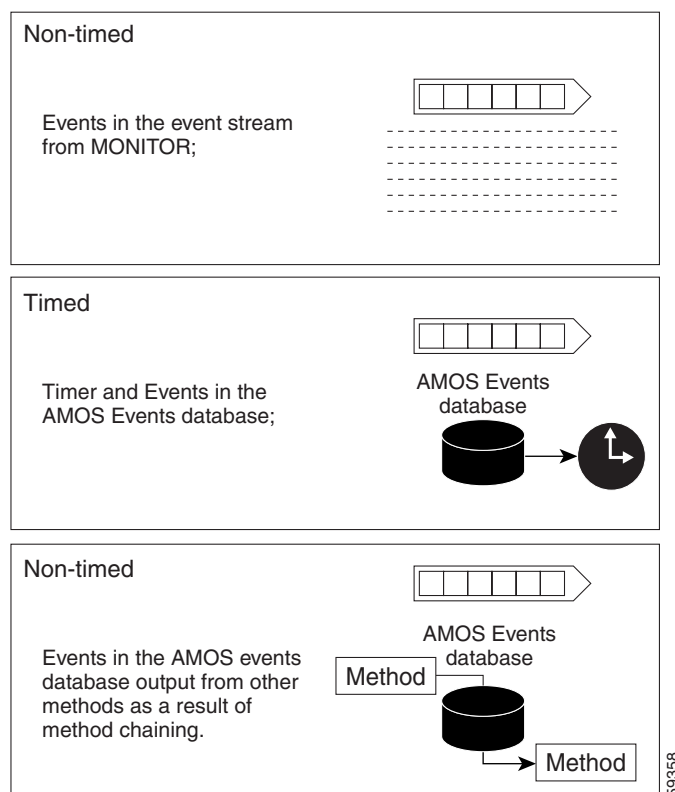 Non-timed
Events in the event stream
from MONITOR;
Timed
Timer and Events in the
AMOS Events database;
AMOS Events
database
Non-timed
Events in the AMOS events
database output from other
methods as a result of
method chaining.
AMOS Events
database
Method
Method